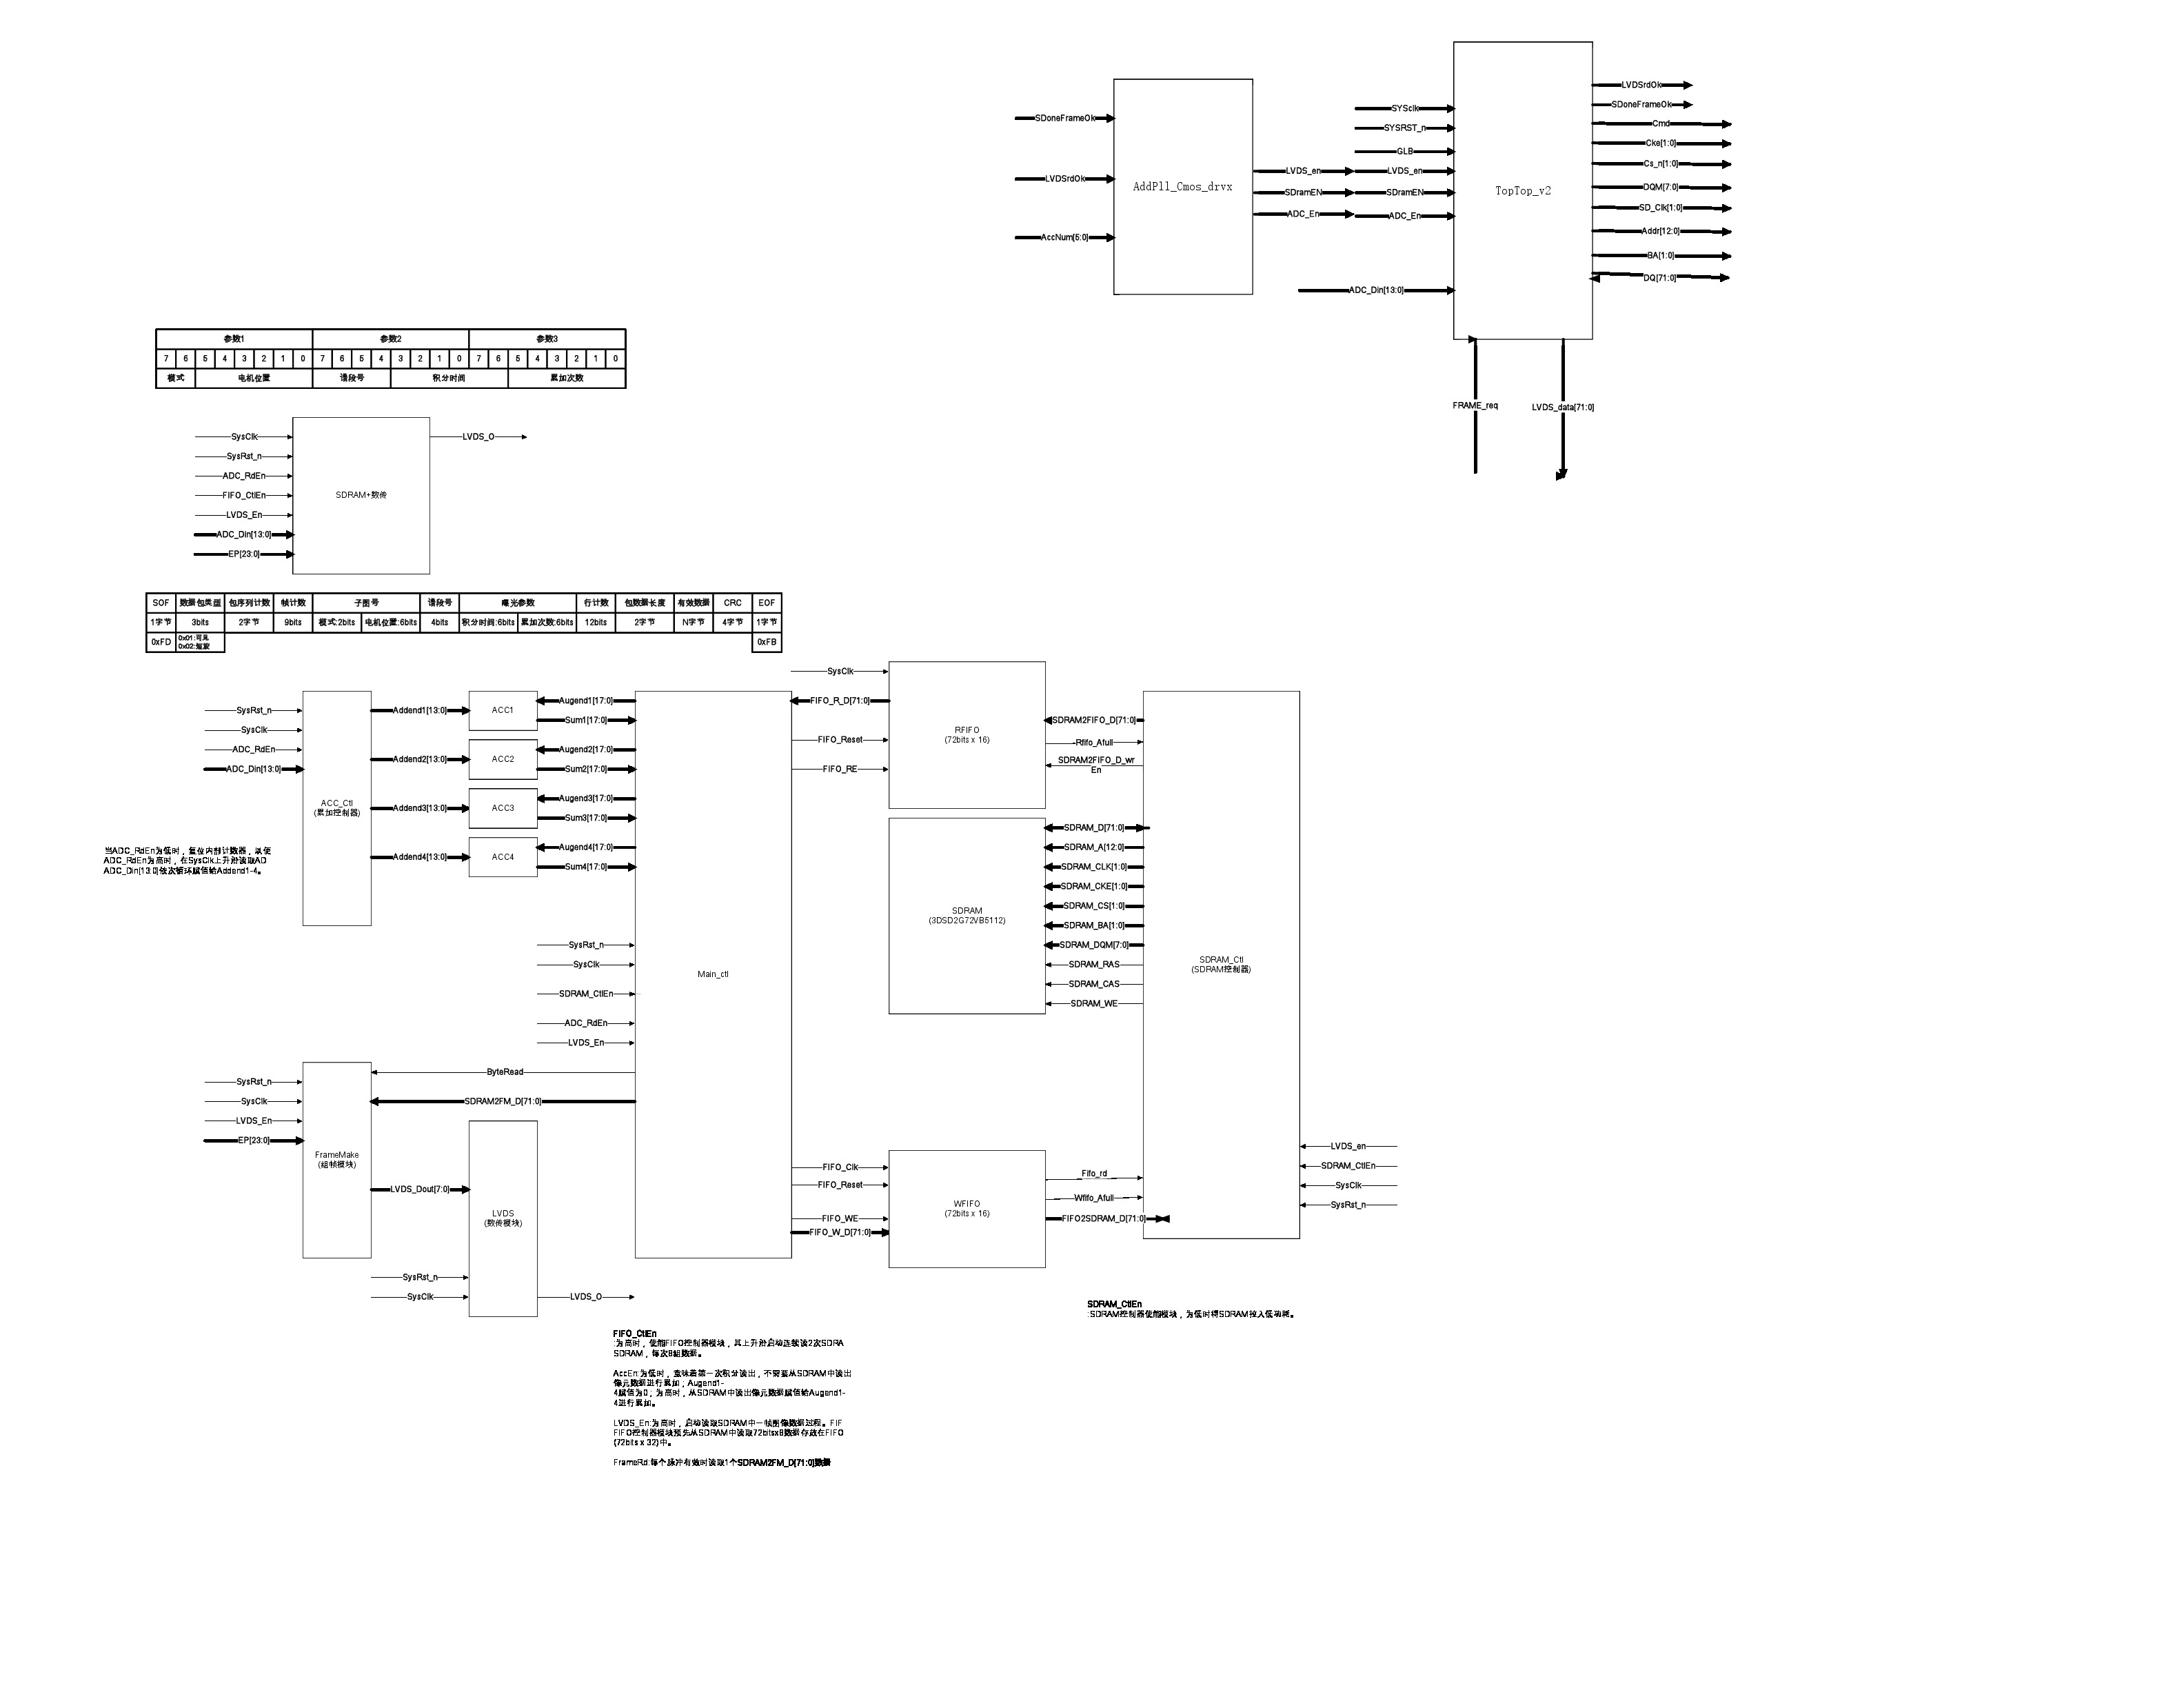 SDoneFrameOk
LVDSrdOk
AccNum[5:0]
AddPll_Cmos_drvx
LVDS_en
SDramEN
ADC_En
SYSclk
SYSRST_n
GLB
LVDS_en
SDramEN
ADC_En
ADC_Din[13:0]
TopTop_v2
LVDSrdOk
SDoneFrameOk
Cmd
Cke[1:0]
Cs_n[1:0]
DQM[7:0]
SD_Clk[1:0]
Addr[12:0]
BA[1:0]
DQ[71:0]
FRAME_req
LVDS_data[71:0]
参数1 参数2 参数3
7 6 5 4 3 2 1 0 7 6 5 4 3 2 1 0 7 6 5 4 3 2 1 0
模式 电机位置 谱段号 积分时间 累加次数
SysClk
SysRst_n
ADC_RdEn
FIFO_CtlEn
LVDS_En
ADC_Din[13:0]
EP[23:0]
SDRAM+数传
LVDS_O
SOF 数据包类型 包序列计数 帧计数 子图号 谱段号 曝光参数 行计数 包数据长度 有效数据 CRC EOF
1字节 3bits 2字节 9bits 模式:2bits 电机位置:6bits 4bits 积分时间:6bits 累加次数:6bits 12bits 2字节 N字节 4字节 1字节
0xFD 0x01:可见 0xFB
0x02:短波
SysRst_n
SysClk
ADC_RdEn
ADC_Din[13:0]
ACC_Ctl
(累加控制器)
Addend1[13:0]
Addend2[13:0]
Addend3[13:0]
Addend4[13:0]
ACC1
ACC2
ACC3
ACC4
Augend1[17:0]
Sum1[17:0]
Augend2[17:0]
Sum2[17:0]
Augend3[17:0]
Sum3[17:0]
Augend4[17:0]
Sum4[17:0]
当ADC_RdEn为低时，复位内部计数器，以便
ADC_RdEn为高时，在SysClk上升沿读取AD
ADC_Din[13:0]依次循环赋值给Addend1-4。
SysRst_n
SysClk
SDRAM_CtlEn
ADC_RdEn
LVDS_En
Main_ctl
ByteRead
SDRAM2FM_D[71:0]
SysRst_n
SysClk
LVDS_En
EP[23:0]
FrameMake
(组帧模块)
LVDS_Dout[7:0]
LVDS
(数传模块)
SysRst_n
SysClk
LVDS_O
SysClk
FIFO_R_D[71:0]
FIFO_Reset
FIFO_RE
RFIFO
(72bits x 16)
SDRAM2FIFO_D[71:0]
Rfifo_Afull
SDRAM2FIFO_D_wr
En
SDRAM
(3DSD2G72VB5112)
SDRAM_D[71:0]
SDRAM_A[12:0]
SDRAM_CLK[1:0]
SDRAM_CKE[1:0]
SDRAM_CS[1:0]
SDRAM_BA[1:0]
SDRAM_DQM[7:0]
SDRAM_RAS
SDRAM_CAS
SDRAM_WE
SDRAM_Ctl
(SDRAM控制器)
FIFO_Clk
FIFO_Reset
FIFO_WE
FIFO_W_D[71:0]
WFIFO
(72bits x 16)
Fifo_rd
Wfifo_Afull
FIFO2SDRAM_D[71:0]
LVDS_en
SDRAM_CtlEn
SysClk
SysRst_n
SDRAM_CtlEn
:SDRAM控制器使能模块，为低时将SDRAM投入低功耗。
FIFO_CtlEn
:为高时，使能FIFO控制器模块，其上升沿启动连续读2次SDRA
SDRAM，每次8组数据。
AccEn:为低时，意味着第一次积分读出，不需要从SDRAM中读出
像元数据进行累加；Augend1-
4赋值为0；为高时，从SDRAM中读出像元数据赋值给Augend1-
4进行累加。
LVDS_En:为高时，启动读取SDRAM中一帧图像数据过程。FIF
FIFO控制器模块预先从SDRAM中读取72bitsx8数据存放在FIFO
(72bits x 32)中。
FrameRd:每个脉冲有效时读取1个SDRAM2FM_D[71:0]数据